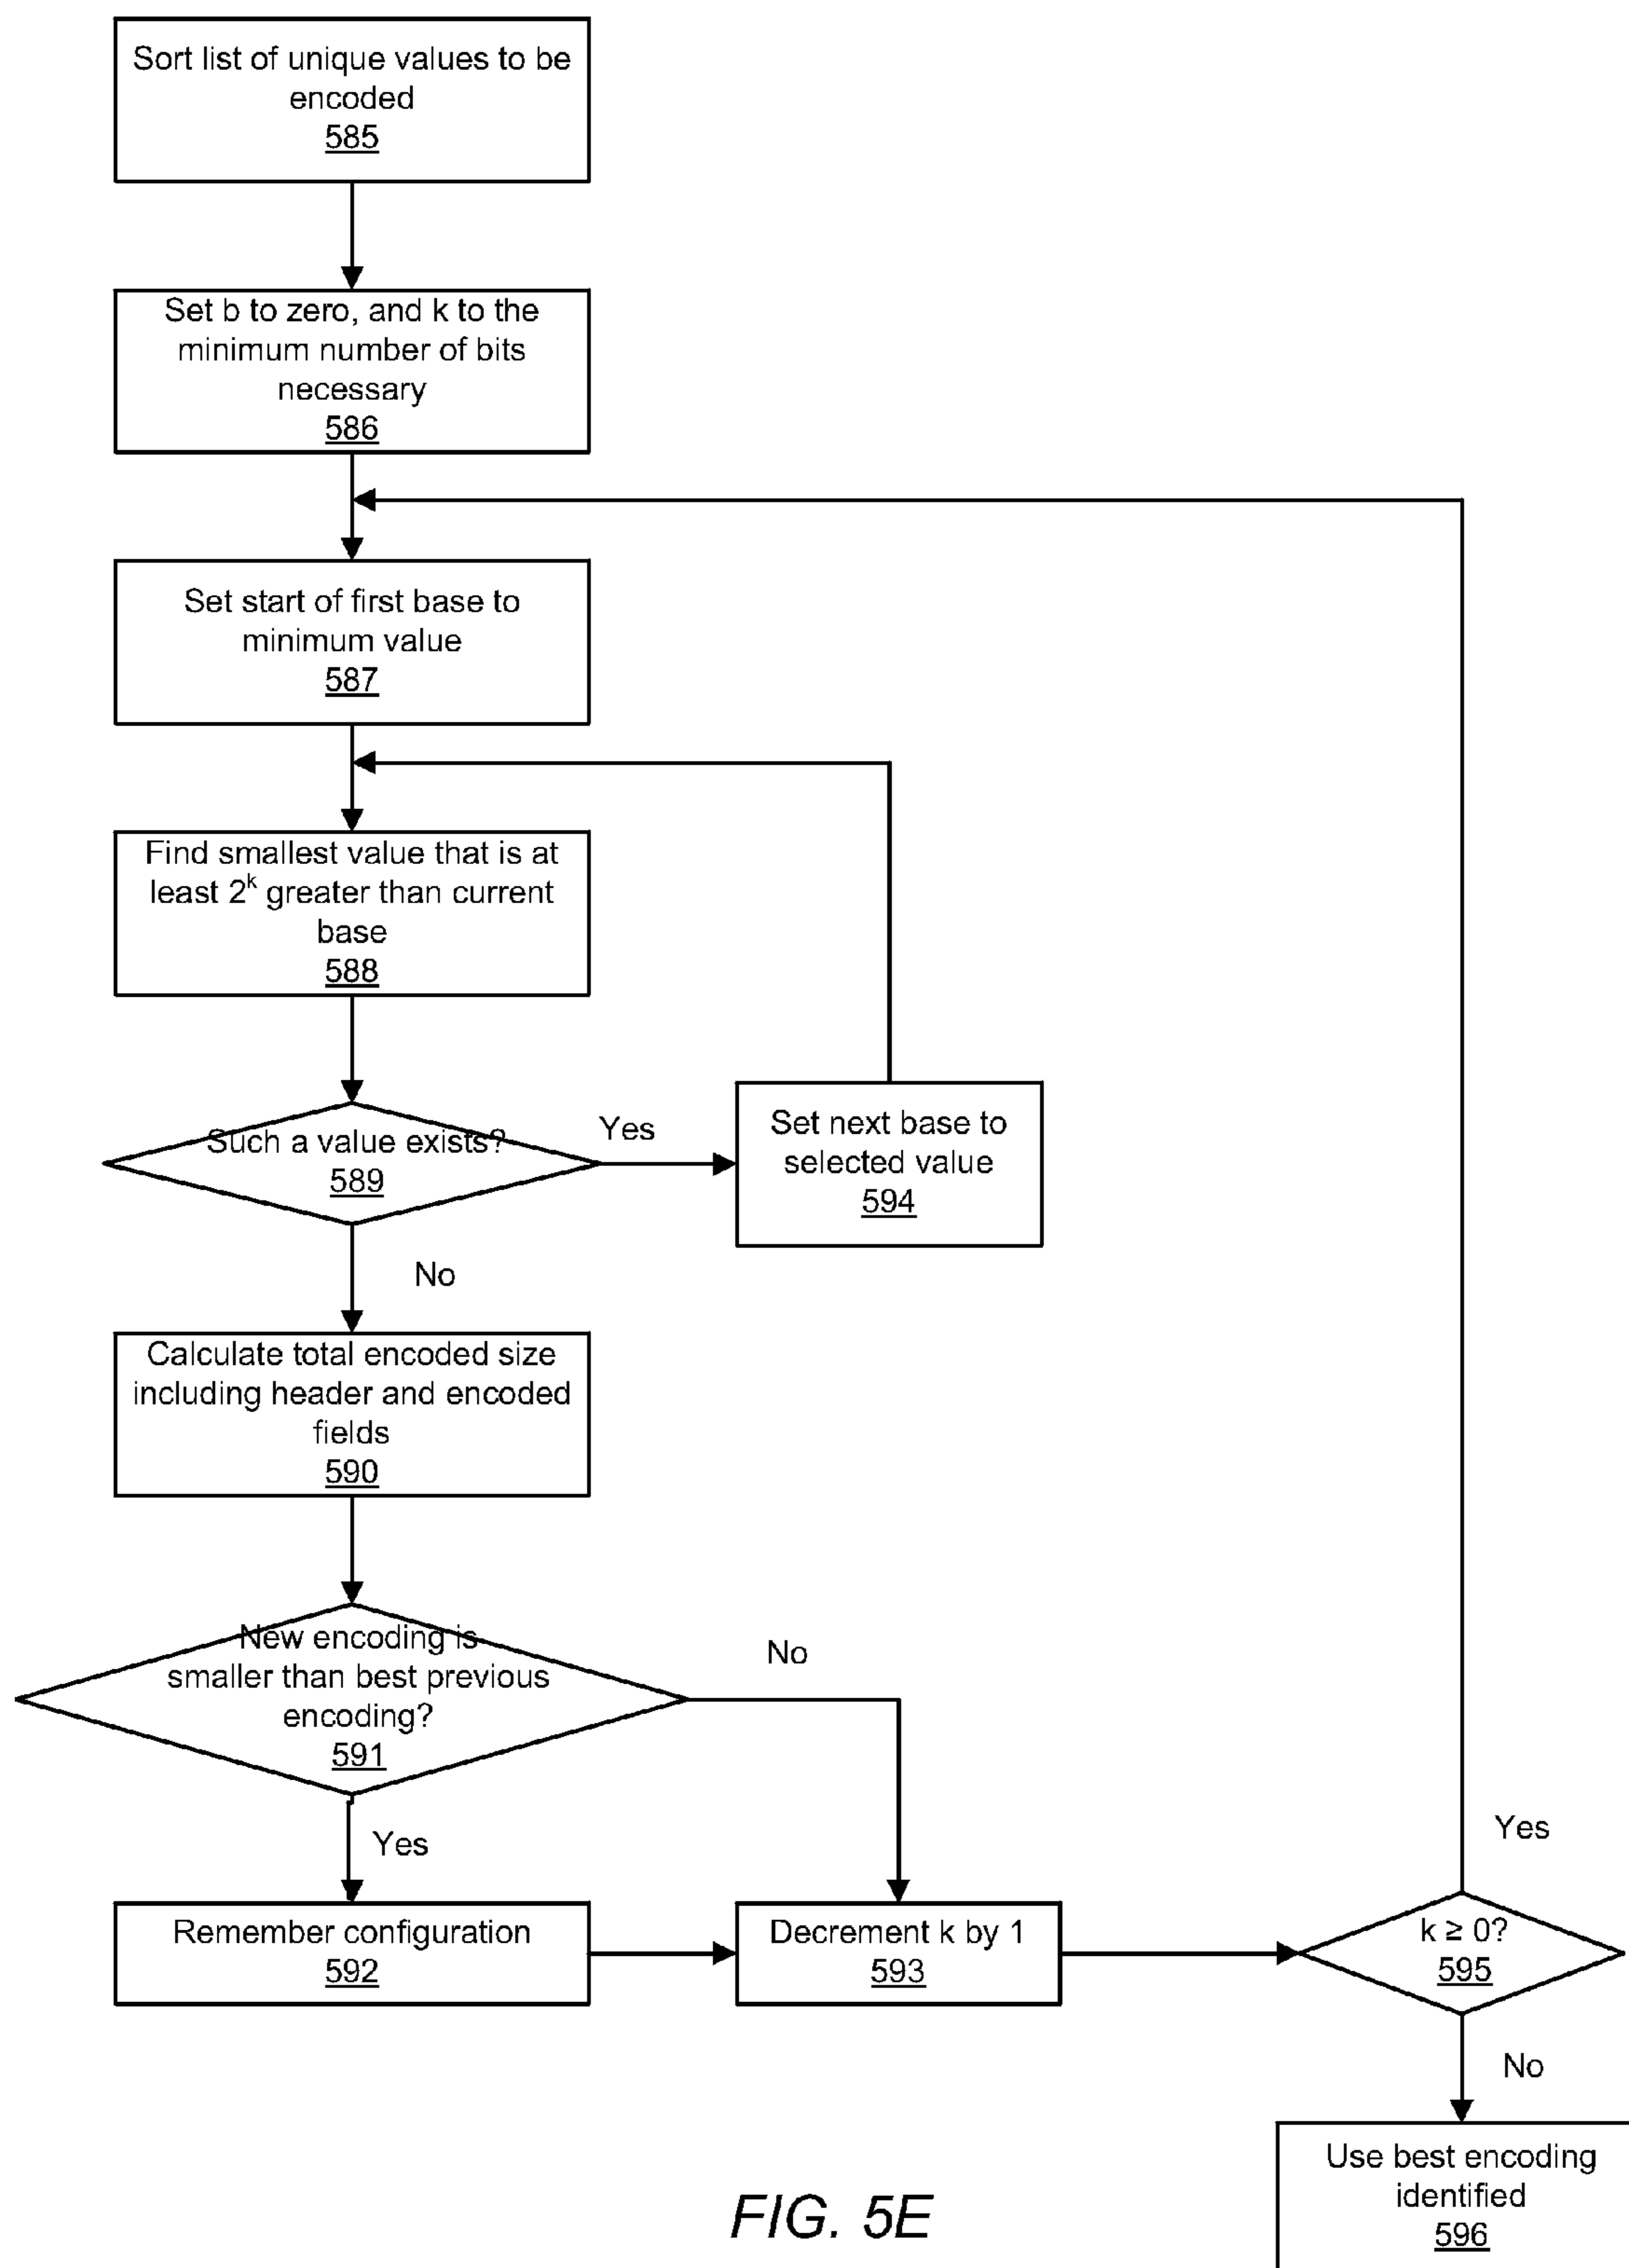 Sort list of unique values to be
encoded
585
Set b to zero, and k to the
minimum number of bits
necessary
586
Set start of first base to
minimum value
587
Find smallest value that is at
least 2^k greater than current
base
588
Such a value exists?
589
Yes
Set next base to
selected value
594
No
Calculate total encoded size
including header and encoded
fields
590
New encoding is
smaller than best previous
encoding?
591
No
Yes
Remember configuration
592
Decrement k by 1
593
Yes
k ≥ 0?
595
No
Use best encoding
identified
596
FIG. 5E